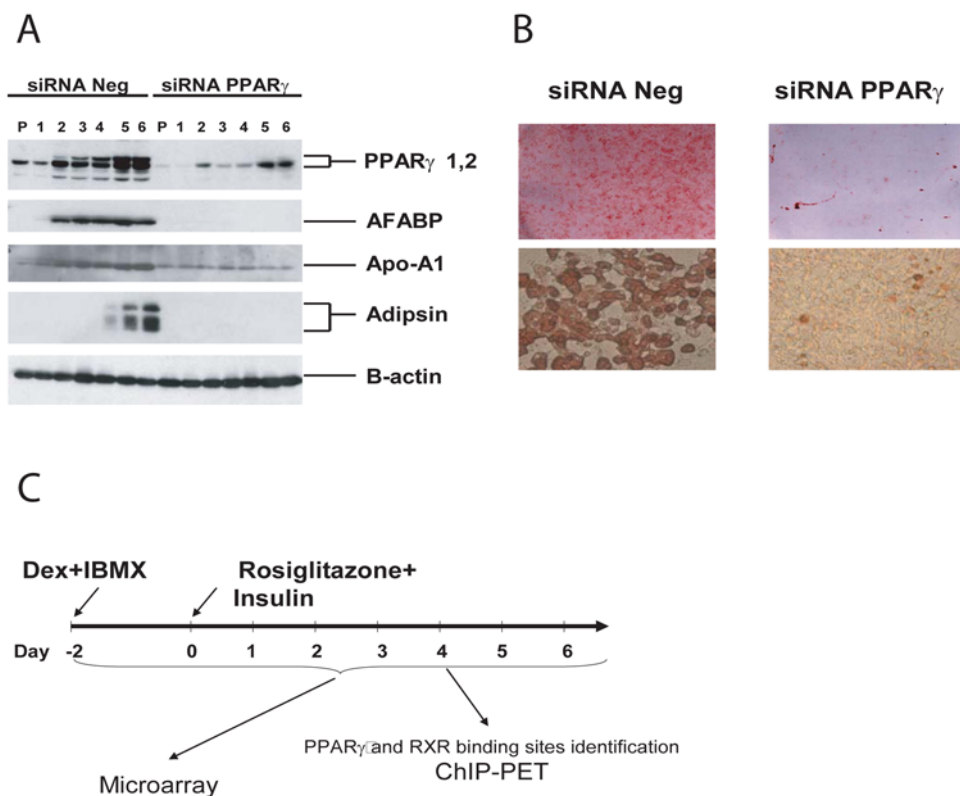 A
siRNA Neg siRNA PPARγ
P 1 2 3 4 5 6 P 1 2 3 4 5 6
PPARγ 1,2
AFABP
Apo-A1
Adipsin
B-actin
B
siRNA Neg siRNA PPARγ
C
Dex+IBMX
Rosiglitazone+
Insulin
Day -2 0 1 2 3 4 5 6
Microarray
PPARγ and RXR binding sites identification
ChIP-PET